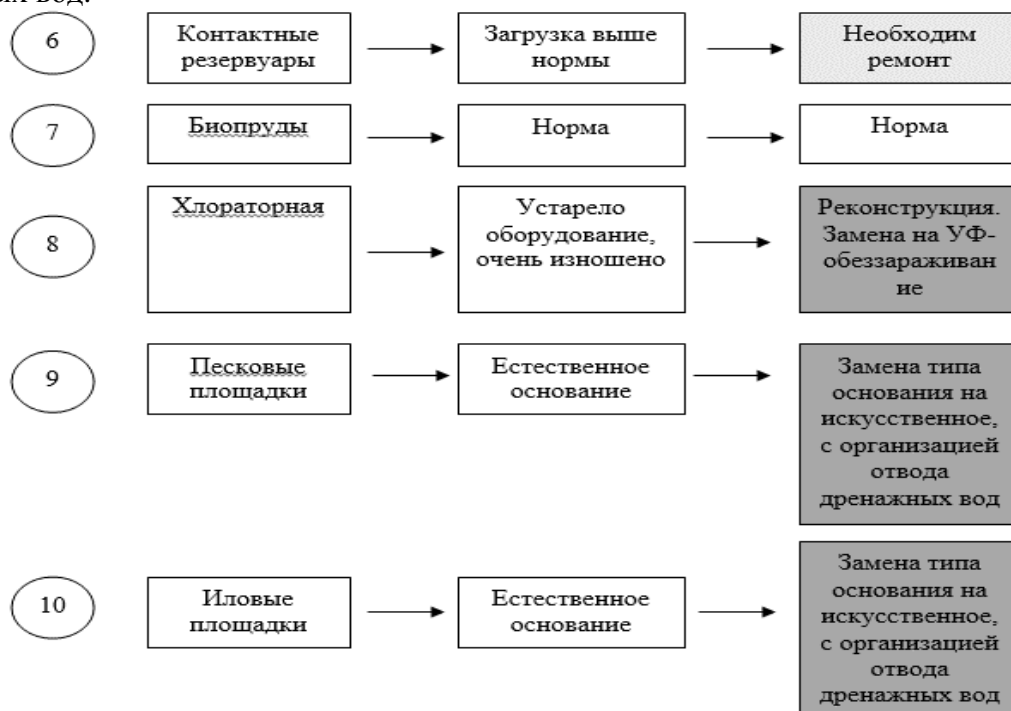 ых вод.
6
Контактные
резервуары
Загрузка выше
нормы
Необходим
ремонт
7
Биопруды
Норма
Норма
8
Хлораторная
Устарело
оборудование,
очень изношено
Реконструкция.
Замена на УФ-
обеззараживан
ие
9
Песковые
площадки
Естественное
основание
Замена типа
основания на
искусственное,
с организацией
отвода
дренажных вод
10
Иловые
площадки
Естественное
основание
Замена типа
основания на
искусственное,
с организацией
отвода
дренажных вод